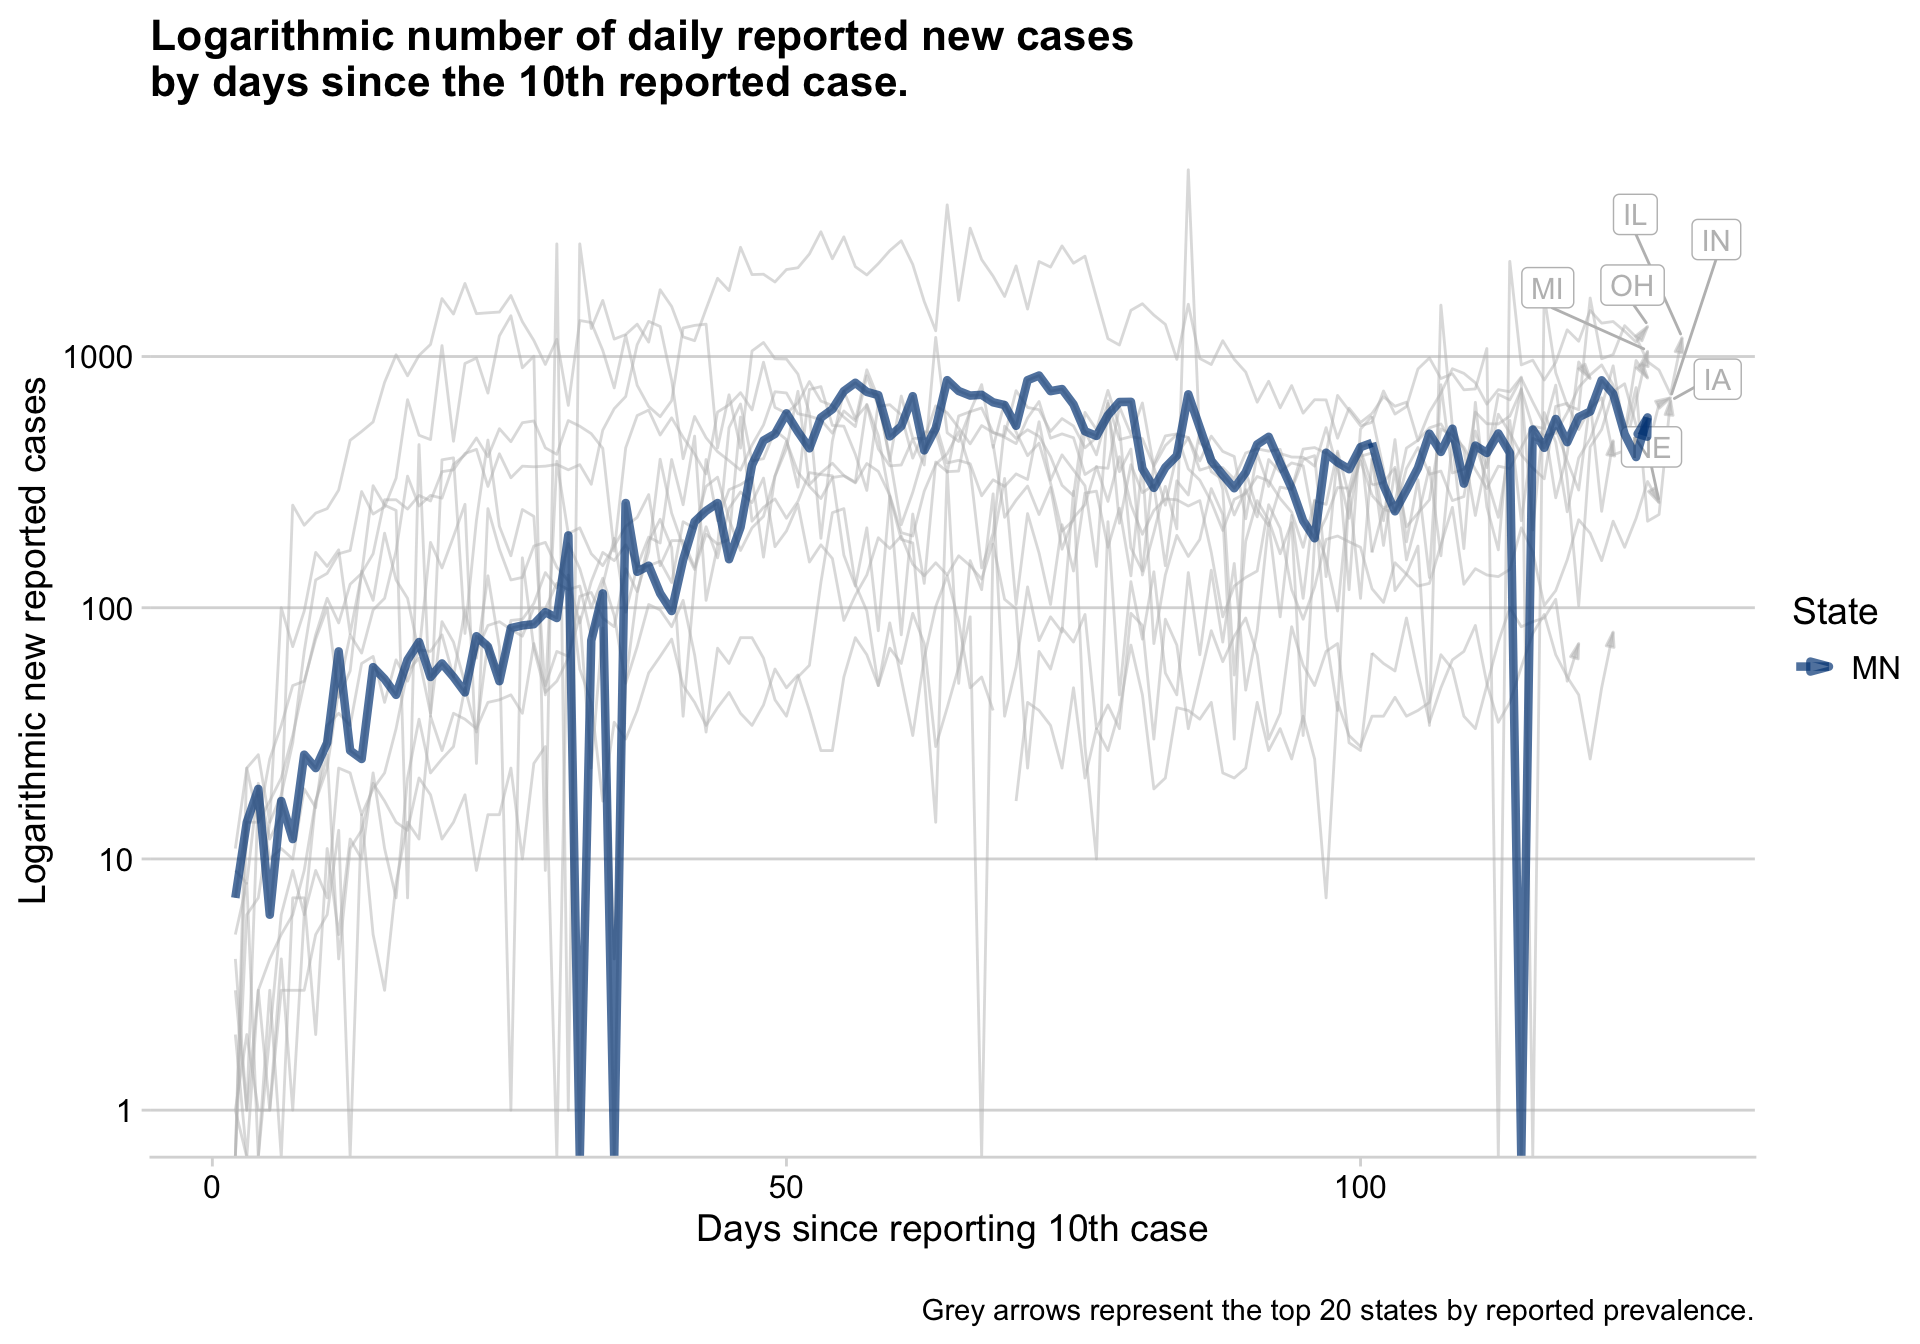 Logarithmic number of daily reported new cases
by days since the 10th reported case.
IL
IN
MI
OH
IA
NE
1000
100
10
1
Logarithmic new reported cases
0
50
100
Days since reporting 10th case
State
MN
Grey arrows represent the top 20 states by reported prevalence.